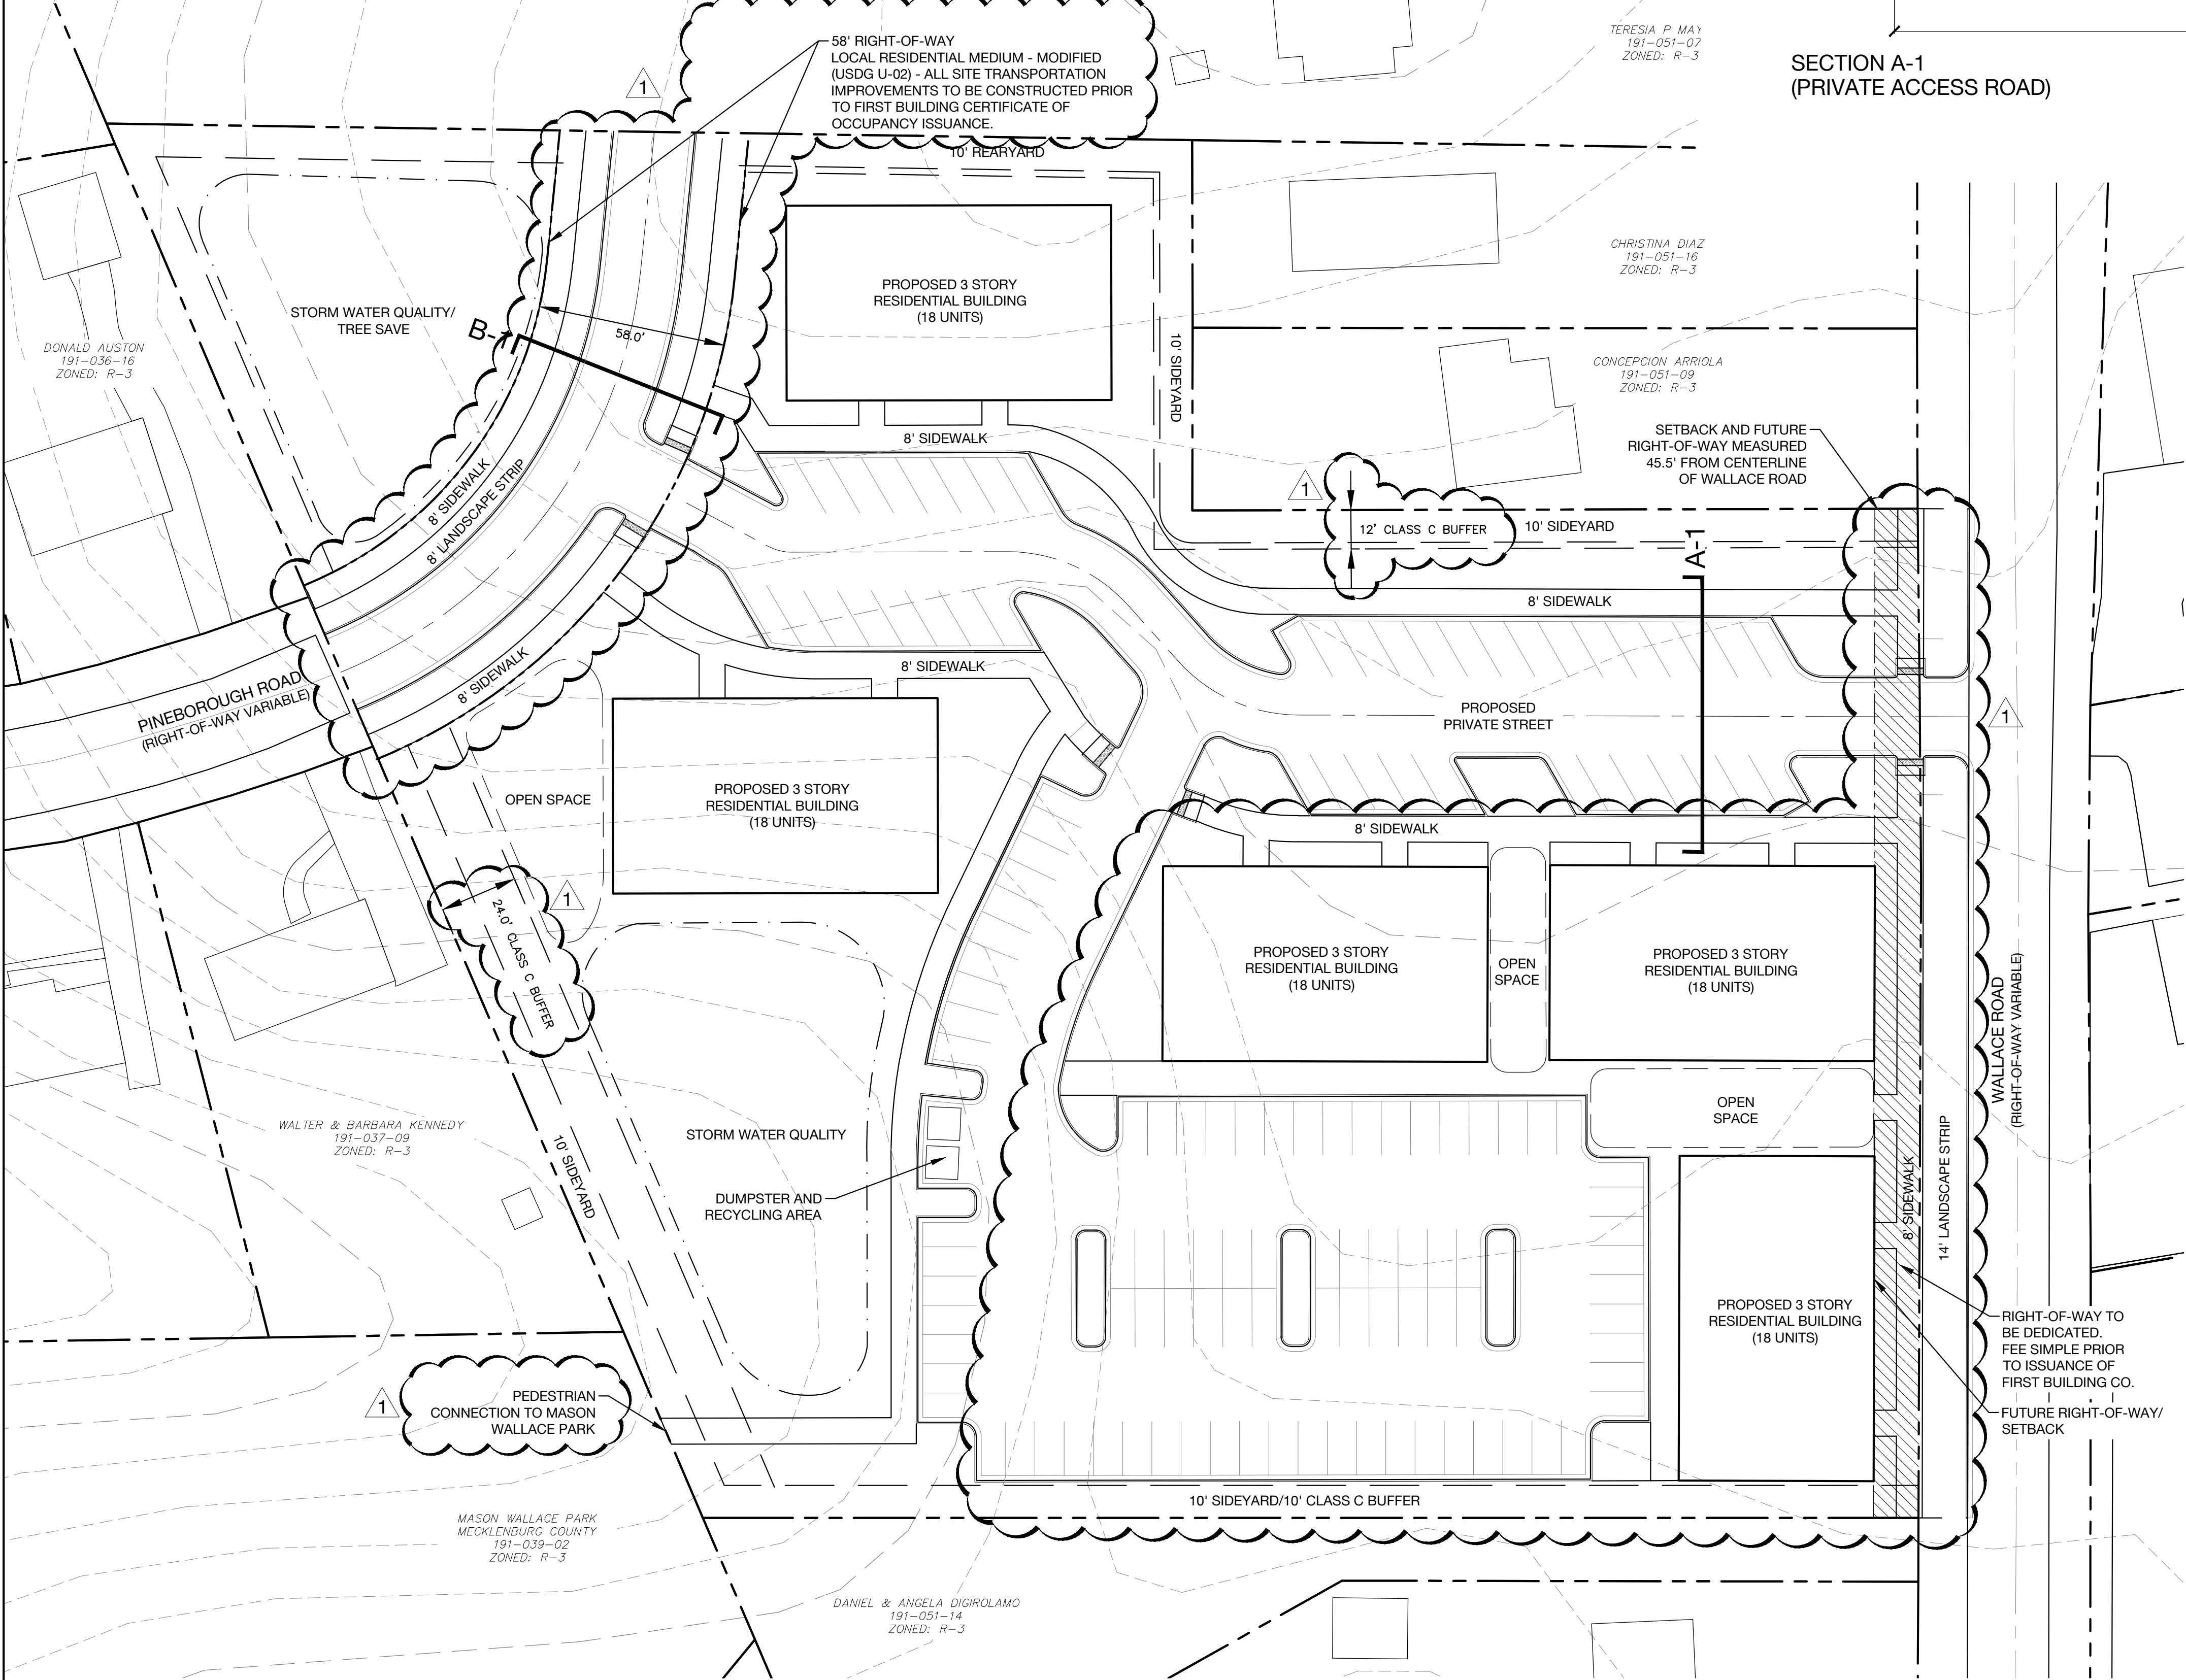 58' RIGHT-OF-WAY
LOCAL RESIDENTIAL MEDIUM - MODIFIED
(USDG U-02) - ALL SITE TRANSPORTATION
IMPROVEMENTS TO BE CONSTRUCTED PRIOR
TO FIRST BUILDING CERTIFICATE OF
OCCUPANCY ISSUANCE.
1
TERESIA P MAY
191-051-07
ZONED: R-3
SECTION A-1
(PRIVATE ACCESS ROAD)
10' REARYARD
PROPOSED 3 STORY
RESIDENTIAL BUILDING
(18 UNITS)
CHRISTINA DIAZ
191-051-16
ZONED: R-3
STORM WATER QUALITY/
TREE SAVE
B-1
58.0'
DONALD AUSTON
191-036-16
ZONED: R-3
10' SIDEYARD
CONCEPCION ARRIOLA
191-051-09
ZONED: R-3
8' SIDEWALK
SETBACK AND FUTURE
RIGHT-OF-WAY MEASURED
45.5' FROM CENTERLINE
OF WALLACE ROAD
8' SIDEWALK
8' LANDSCAPE STRIP
1
12' CLASS C BUFFER
10' SIDEYARD
A-1
8' SIDEWALK
8' SIDEWALK
8' SIDEWALK
PINEBOROUGH ROAD
(RIGHT-OF-WAY VARIABLE)
PROPOSED
PRIVATE STREET
1
OPEN SPACE
PROPOSED 3 STORY
RESIDENTIAL BUILDING
(18 UNITS)
8' SIDEWALK
1
24.0' CLASS C BUFFER
PROPOSED 3 STORY
RESIDENTIAL BUILDING
(18 UNITS)
OPEN
SPACE
PROPOSED 3 STORY
RESIDENTIAL BUILDING
(18 UNITS)
WALLACE ROAD
(RIGHT-OF-WAY VARIABLE)
WALTER & BARBARA KENNEDY
191-037-09
ZONED: R-3
10' SIDEYARD
STORM WATER QUALITY
OPEN
SPACE
8' SIDEWALK
14' LANDSCAPE STRIP
DUMPSTER AND
RECYCLING AREA
PROPOSED 3 STORY
RESIDENTIAL BUILDING
(18 UNITS)
RIGHT-OF-WAY TO
BE DEDICATED.
FEE SIMPLE PRIOR
TO ISSUANCE OF
FIRST BUILDING CO.
FUTURE RIGHT-OF-WAY/
SETBACK
1
PEDESTRIAN
CONNECTION TO MASON
WALLACE PARK
10' SIDEYARD/10' CLASS C BUFFER
MASON WALLACE PARK
MECKLENBURG COUNTY
191-039-02
ZONED: R-3
DANIEL & ANGELA DIGIROLAMO
191-051-14
ZONED: R-3